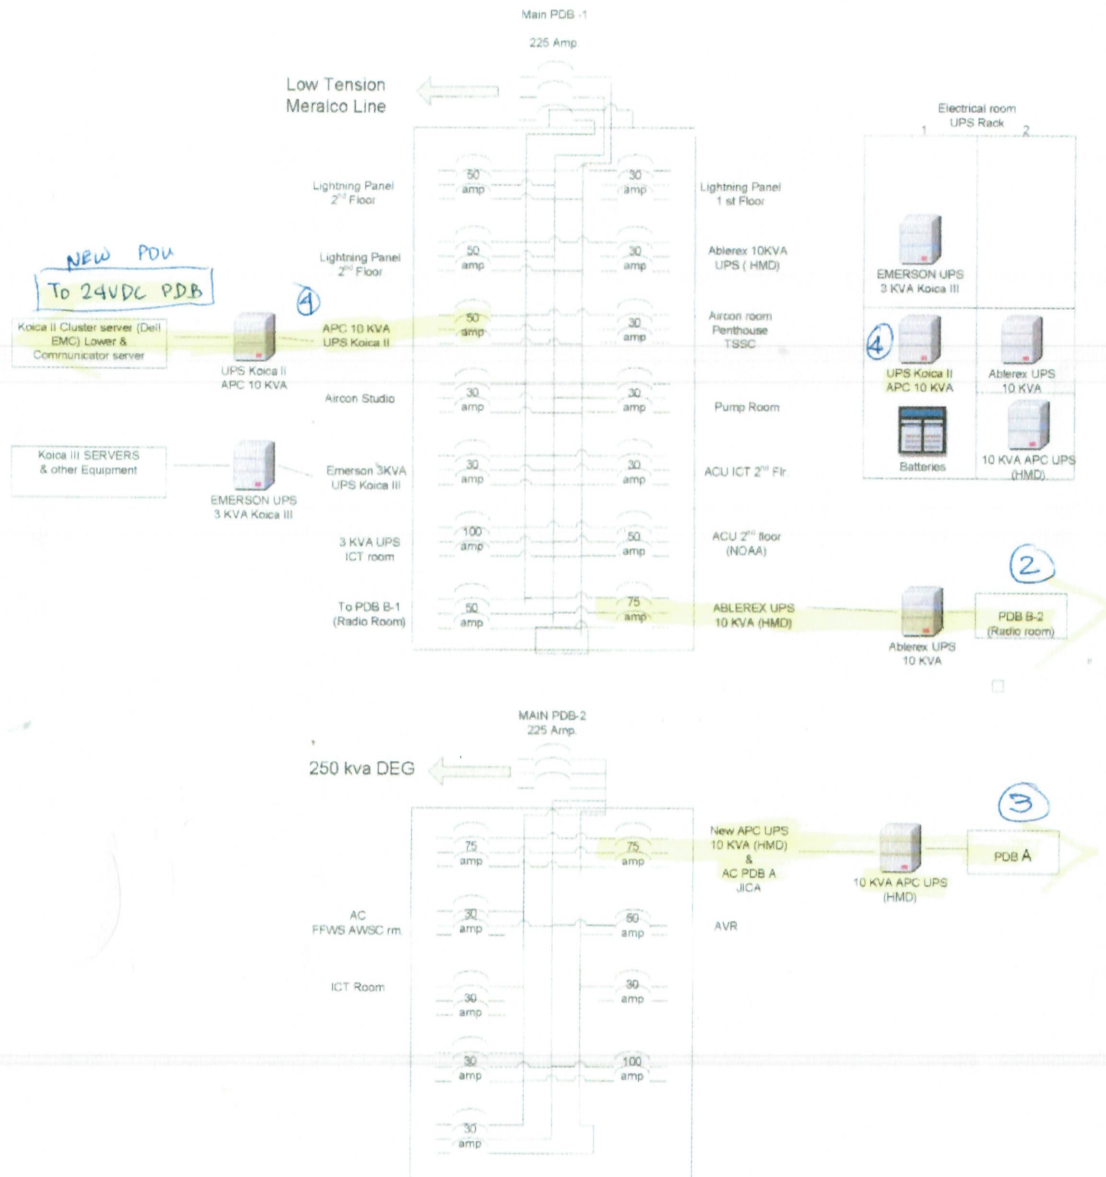 Main PDB -1
225 Amp
Low Tension
Meralco Line
Electrical room
UPS Rack
1
2
50
amp
30
amp
Lightning Panel
2nd Floor
Lightning Panel
1 st Floor
NEW PDU
To 24VDC PDB
Lightning Panel
2nd Floor
50
amp
30
amp
Ablerex 10KVA
UPS ( HMD)
EMERSON UPS
3 KVA Koica III
4
Koica II Cluster server (Dell
EMC) Lower &
Communicator server
UPS Koica II
APC 10 KVA
APC 10 KVA
UPS Koica II
50
amp
30
amp
Aircon room
Penthouse
TSSC
4
UPS Koica II
APC 10 KVA
Ablerex UPS
10 KVA
Aircon Studio
30
amp
30
amp
Pump Room
Batteries
10 KVA APC UPS
(HMD)
Koica III SERVERS
& other Equipment
EMERSON UPS
3 KVA Koica III
Emerson 3KVA
UPS Koica III
30
amp
30
amp
ACU ICT 2nd Flr
3 KVA UPS
ICT room
100
amp
50
amp
ACU 2nd floor
(NOAA)
2
To PDB B-1
(Radio Room)
50
amp
75
amp
ABLEREX UPS
10 KVA (HMD)
Ablerex UPS
10 KVA
PDB B-2
(Radio room)
MAIN PDB-2
225 Amp.
250 kva DEG
3
75
amp
75
amp
New APC UPS
10 KVA (HMD)
&
AC PDB A
JICA
10 KVA APC UPS
(HMD)
PDB A
AC
FFWS AWSC rm.
30
amp
50
amp
AVR
ICT Room
30
amp
30
amp
30
amp
100
amp
30
amp